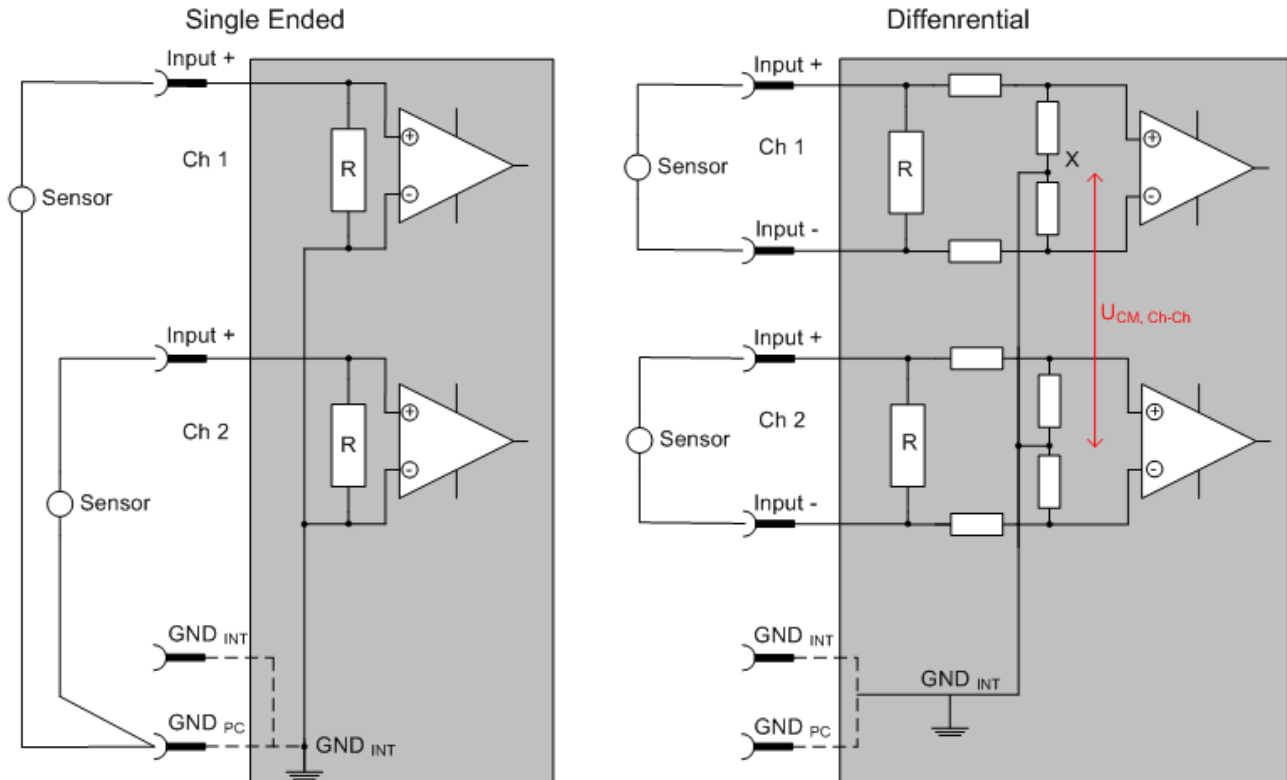 Single Ended
Input +
Ch 1
R
+
-
Sensor
Input +
Ch 2
R
+
-
Sensor
GND INT
GND PC
GND INT
Diffenrential
Input +
Ch 1
Sensor
R
X
+
-
Input -
U CM, Ch-Ch
Input +
Ch 2
Sensor
R
+
-
Input -
GND INT
GND INT
GND PC